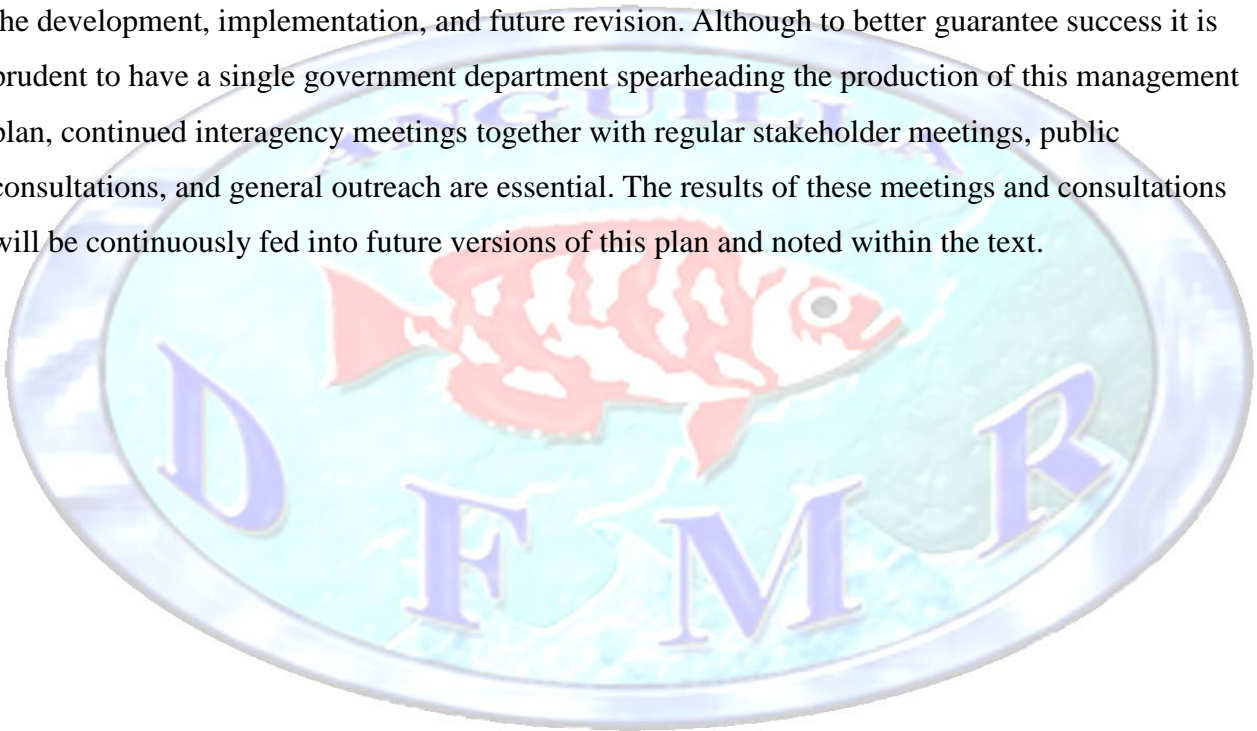 the development, implementation, and future revision. Although to better guarantee success it is
prudent to have a single government department spearheading the production of this management
plan, continued interagency meetings together with regular stakeholder meetings, public
consultations, and general outreach are essential. The results of these meetings and consultations
will be continuously fed into future versions of this plan and noted within the text.
ANGUILLA
D F M R